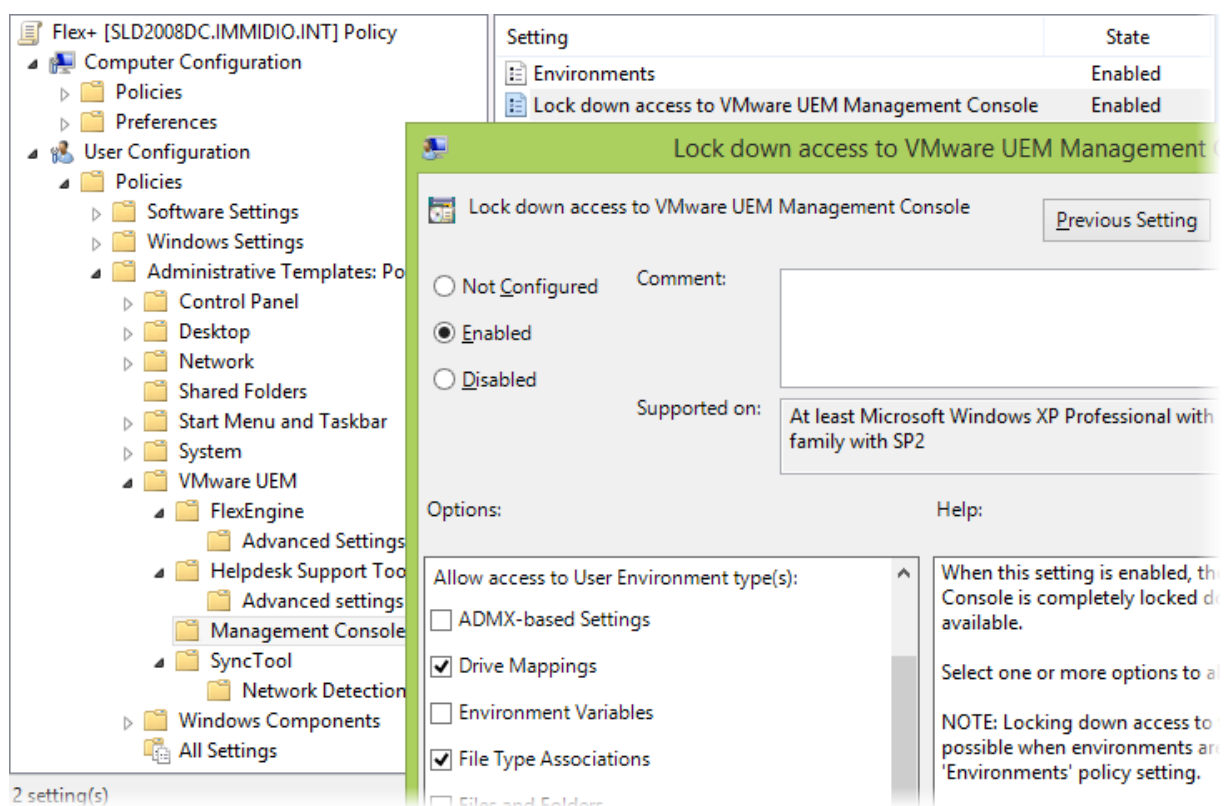 Flex+ [SLD2008DC.IMMIDIO.INT] Policy
Computer Configuration
Policies
Preferences
User Configuration
Policies
Software Settings
Windows Settings
Administrative Templates: Po
Control Panel
Desktop
Network
Shared Folders
Start Menu and Taskbar
System
VMware UEM
FlexEngine
Advanced Settings
Helpdesk Support Too
Advanced settings
Management Console
SyncTool
Network Detection
Windows Components
All Settings
2 setting(s)
Setting State
Environments Enabled
Lock down access to VMware UEM Management Console Enabled
Lock down access to VMware UEM Management
Lock down access to VMware UEM Management Console
Previous Setting
Not Configured
Enabled
Disabled
Comment:
Supported on:
At least Microsoft Windows XP Professional with
family with SP2
Options:
Help:
Allow access to User Environment type(s):
ADMX-based Settings
Drive Mappings
Environment Variables
File Type Associations
Files and Folders
When this setting is enabled, th
Console is completely locked do
available.
Select one or more options to al
NOTE: Locking down access to
possible when environments are
'Environments' policy setting.